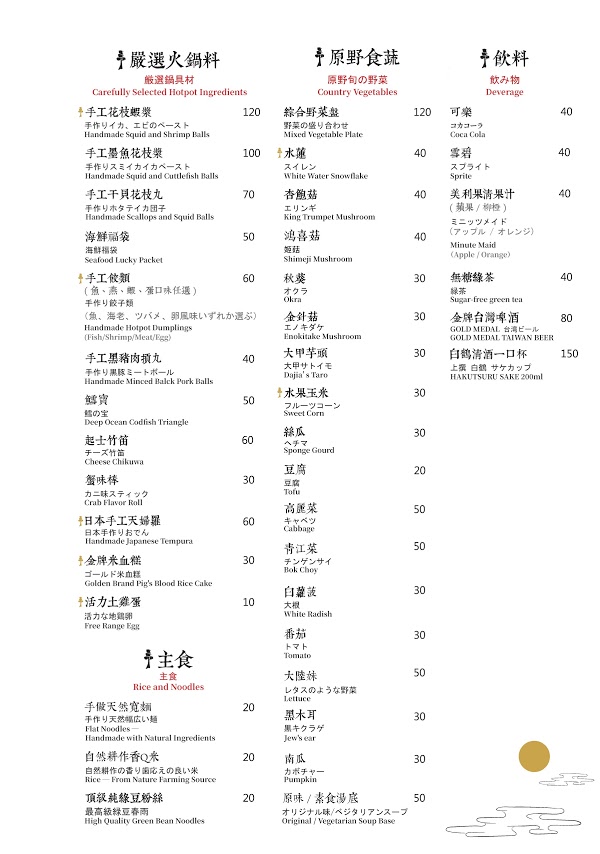 嚴選火鍋料
厳選鍋具材
Carefully Selected Hotpot Ingredients
手工花枝蝦漿 120
手作りイカ、エビのペースト
Handmade Squid and Shrimp Balls
手工墨魚花枝漿 100
手作りスミイカイカペースト
Handmade Squid and Cuttlefish Balls
手工干貝花枝丸 70
手作りホタテイカ団子
Handmade Scallops and Squid Balls
海鮮福袋 50
海鮮福袋
Seafood Lucky Packet
手工餃類 60
( 魚、燕、蝦、蛋口味任選 )
手作り餃子類
（魚、海老、ツバメ、卵風味いずれか選ぶ）
Handmade Hotpot Dumplings
(Fish/Shrimp/Meat/Egg)
手工黑豬肉摃丸 40
手作り黒豚ミートボール
Handmade Minced Balck Pork Balls
鱈寶 50
鱈の宝
Deep Ocean Codfish Triangle
起士竹笛 60
チーズ竹笛
Cheese Chikuwa
蟹味棒 30
カニ味スティック
Crab Flavor Roll
日本手工天婦羅 60
日本手作りおでん
Handmade Japanese Tempura
金牌米血糕 30
ゴールド米血糕
Golden Brand Pig's Blood Rice Cake
活力土雞蛋 10
活力な地鶏卵
Free Range Egg
主食
主食
Rice and Noodles
手做天然寬麵 20
手作り天然幅広い麺
Flat Noodles —
Handmade with Natural Ingredients
自然耕作香Q米 20
自然耕作の香り歯応えの良い米
Rice — From Nature Farming Source
頂級純綠豆粉絲 20
最高級緑豆春雨
High Quality Green Bean Noodles
原野食蔬
原野旬の野菜
Country Vegetables
綜合野菜盤 120
野菜の盛り合わせ
Mixed Vegetable Plate
水蓮 40
スイレン
White Water Snowflake
杏鮑菇 40
エリンギ
King Trumpet Mushroom
鴻喜菇 40
姫菇
Shimeji Mushroom
秋葵 30
オクラ
Okra
金針菇 30
エノキダケ
Enokitake Mushroom
大甲芋頭 30
大甲サトイモ
Dajia's Taro
水果玉米 30
フルーツコーン
Sweet Corn
絲瓜 30
ヘチマ
Sponge Gourd
豆腐 20
豆腐
Tofu
高麗菜 50
キャベツ
Cabbage
青江菜 50
チンゲンサイ
Bok Choy
白蘿蔔 30
大根
White Radish
番茄 30
トマト
Tomato
大陸妹 50
レタスのような野菜
Lettuce
黑木耳 30
黒キクラゲ
Jew's ear
南瓜 30
カボチャー
Pumpkin
原味 / 素食湯底 50
オリジナル味/ベジタリアンスープ
Original / Vegetarian Soup Base
飲料
飲み物
Deverage
可樂 40
コカコーラ
Coca Cola
雪碧 40
スプライト
Sprite
美利果清果汁 40
( 蘋果 / 柳橙 )
ミニッツメイド
（アップル / オレンジ）
Minute Maid
(Apple / Orange)
無糖綠茶 40
緑茶
Sugar-free green tea
金牌台灣啤酒 80
GOLD MEDAL 台湾ビール
GOLD MEDAL TAIWAN BEER
白鶴清酒一口杯 150
上撰 白鶴 サケカップ
HAKUTSURU SAKE 200ml